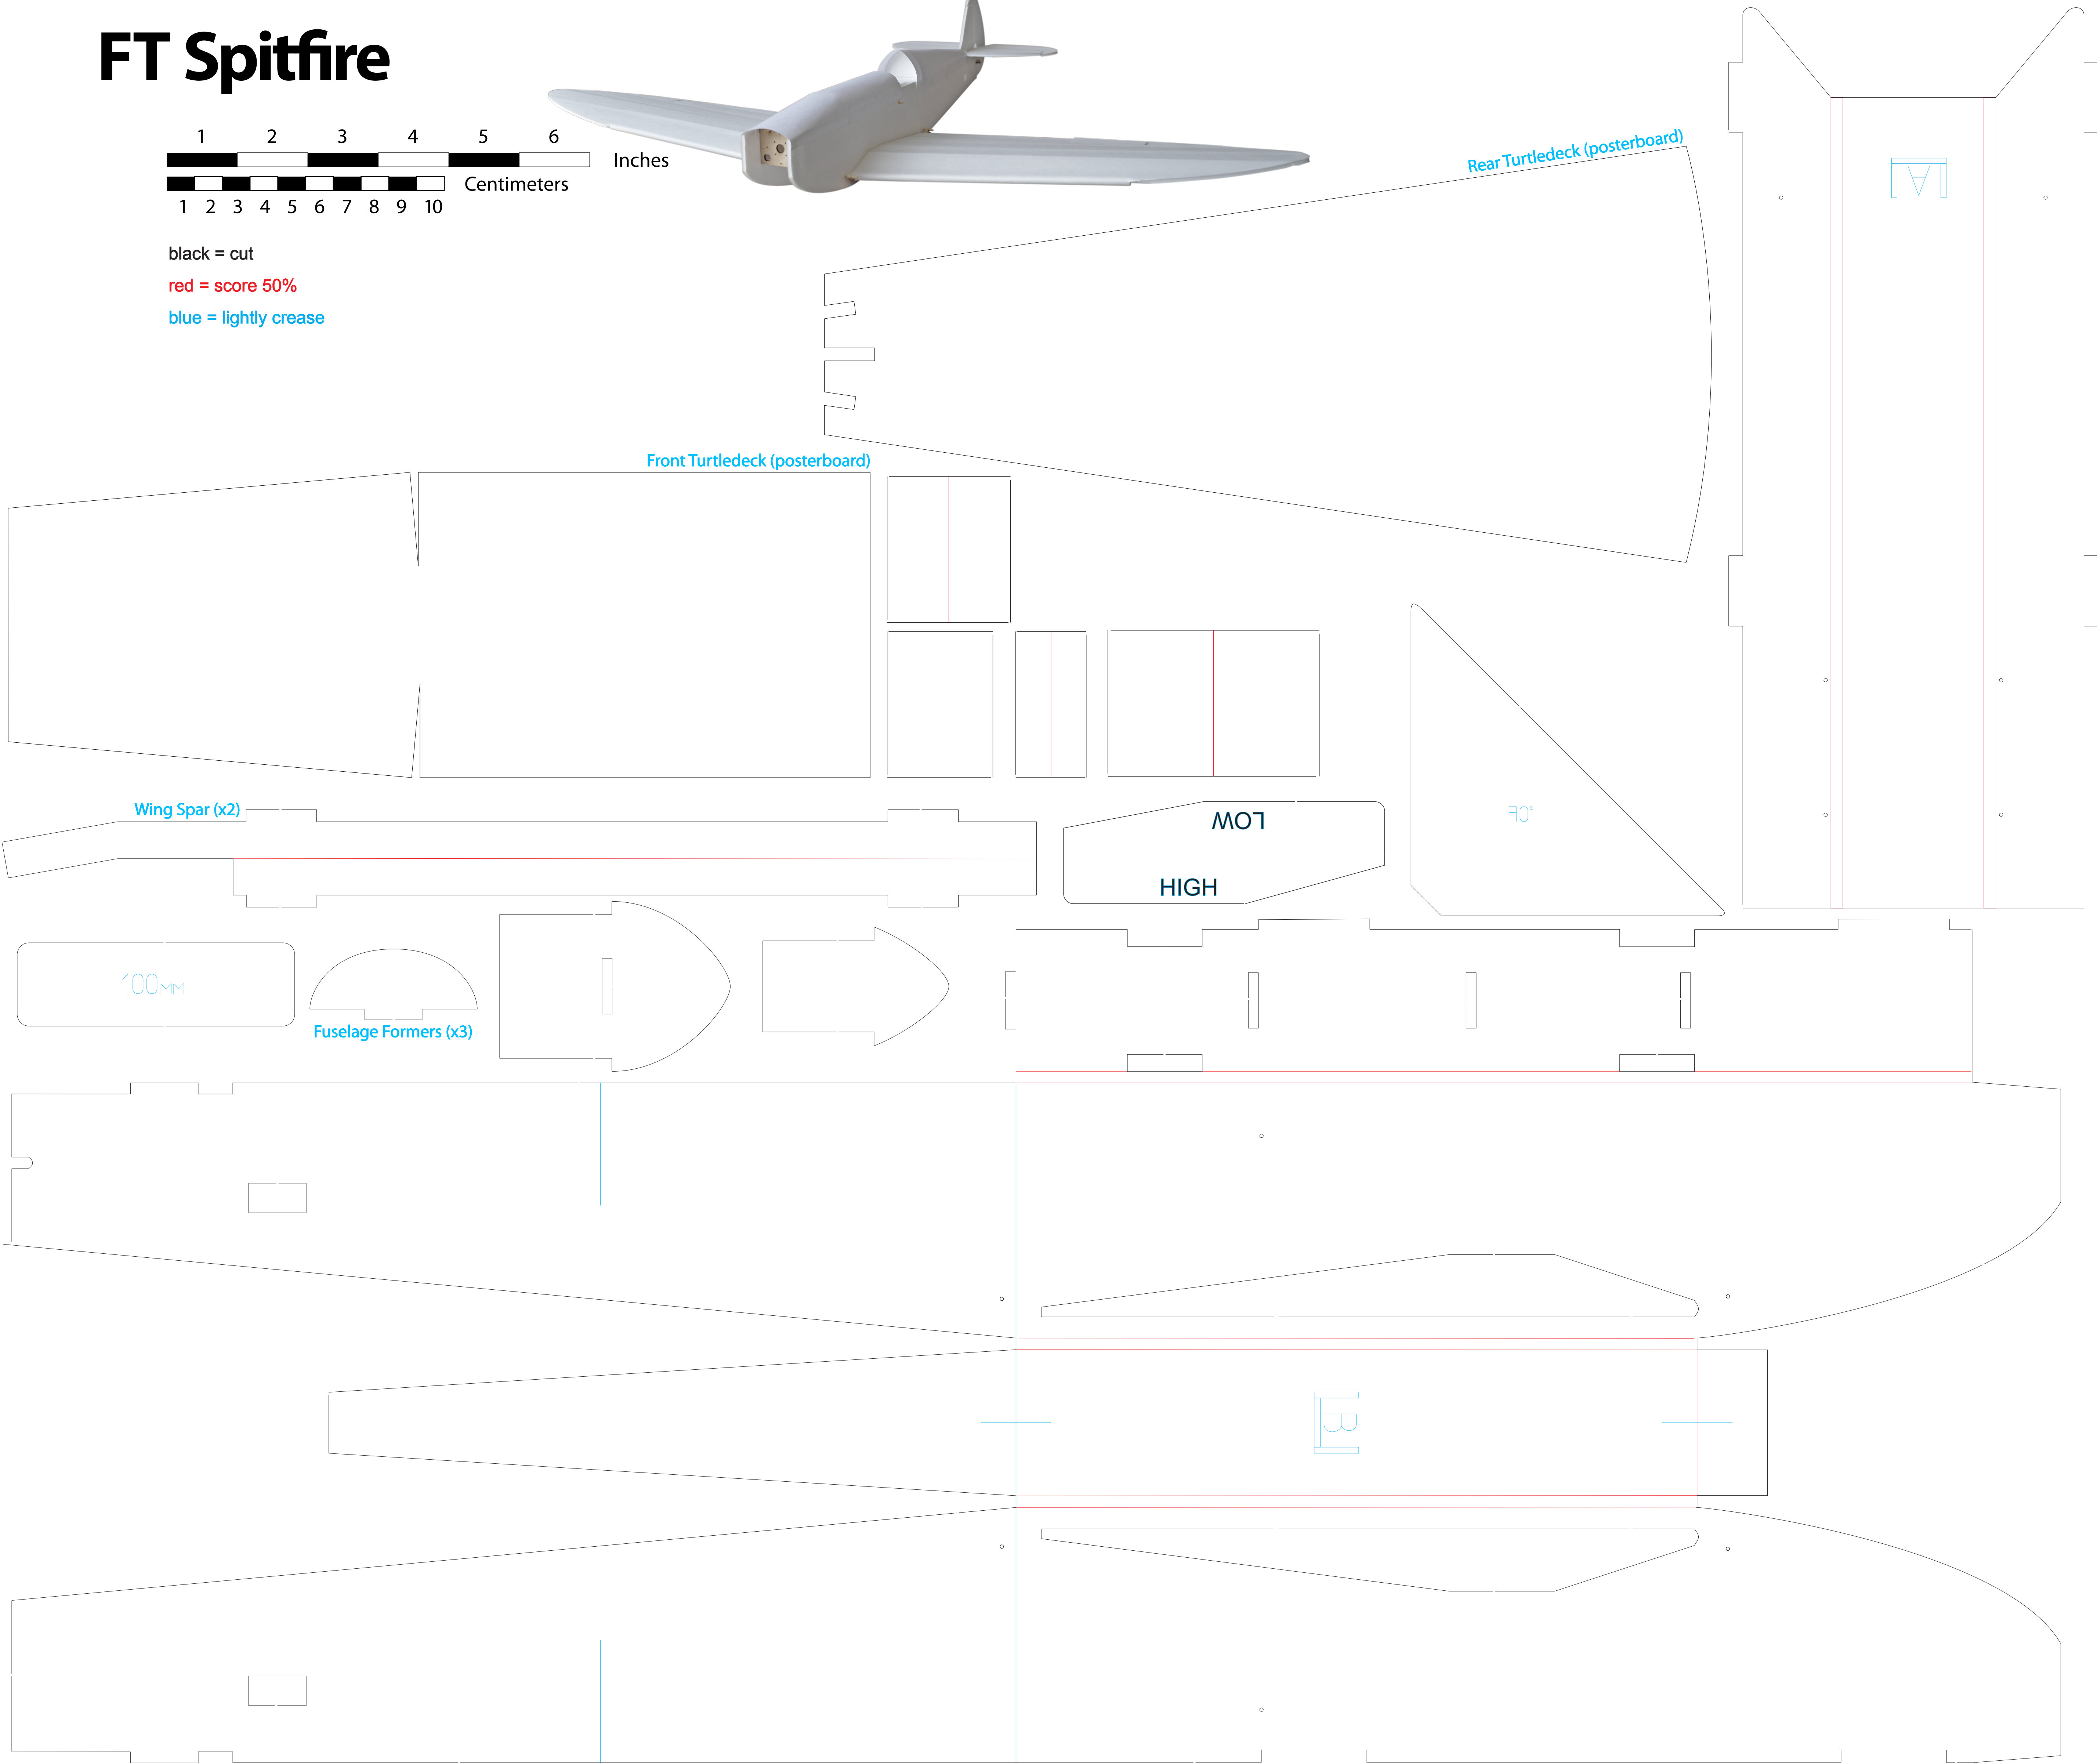 FT Spitfire
1 2 3 4 5 6
Inches
Centimeters
1 2 3 4 5 6 7 8 9 10
black = cut
red = score 50%
blue = lightly crease
Rear Turtledeck (posterboard)
A
Front Turtledeck (posterboard)
Wing Spar (x2)
LOW
HIGH
90°
100MM
Fuselage Formers (x3)
B